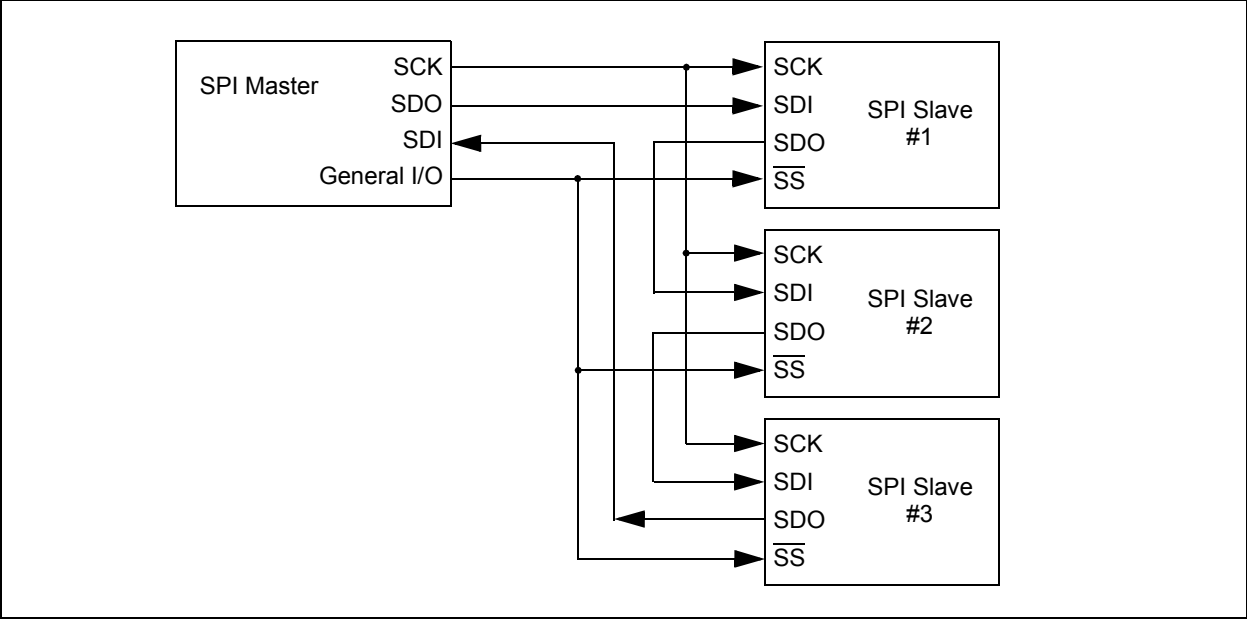 SPI Master
SCK
SDO
SDI
General I/O
SCK
SDI
SDO
SS
SPI Slave
#1
SCK
SDI
SDO
SS
SPI Slave
#2
SCK
SDI
SDO
SS
SPI Slave
#3